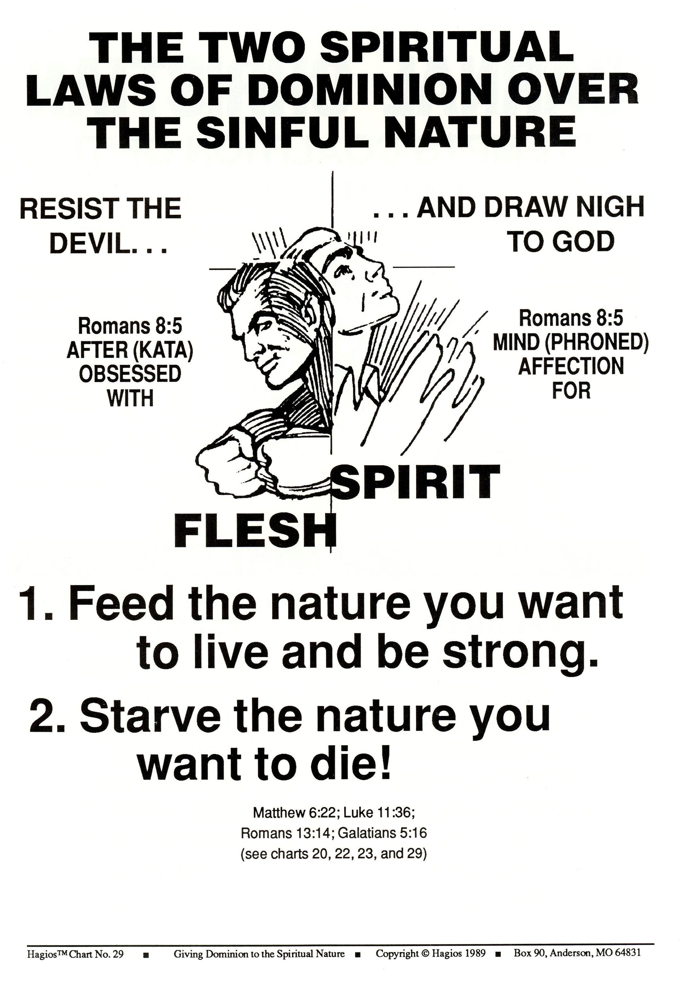 THE TWO SPIRITUAL
LAWS OF DOMINION OVER
THE SINFUL NATURE
RESIST THE
DEVIL. . .
. . . AND DRAW NIGH
TO GOD
Romans 8:5
AFTER (KATA)
OBSESSED
WITH
Romans 8:5
MIND (PHRONED)
AFFECTION
FOR
SPIRIT
FLESH
1. Feed the nature you want
to live and be strong.
2. Starve the nature you
want to die!
Matthew 6:22; Luke 11:36;
Romans 13:14; Galatians 5:16
(see charts 20, 22, 23, and 29)
Hagios™ Chart No. 29 ■ Giving Dominion to the Spiritual Nature ■ Copyright © Hagios 1989 ■ Box 90, Anderson, MO 64831